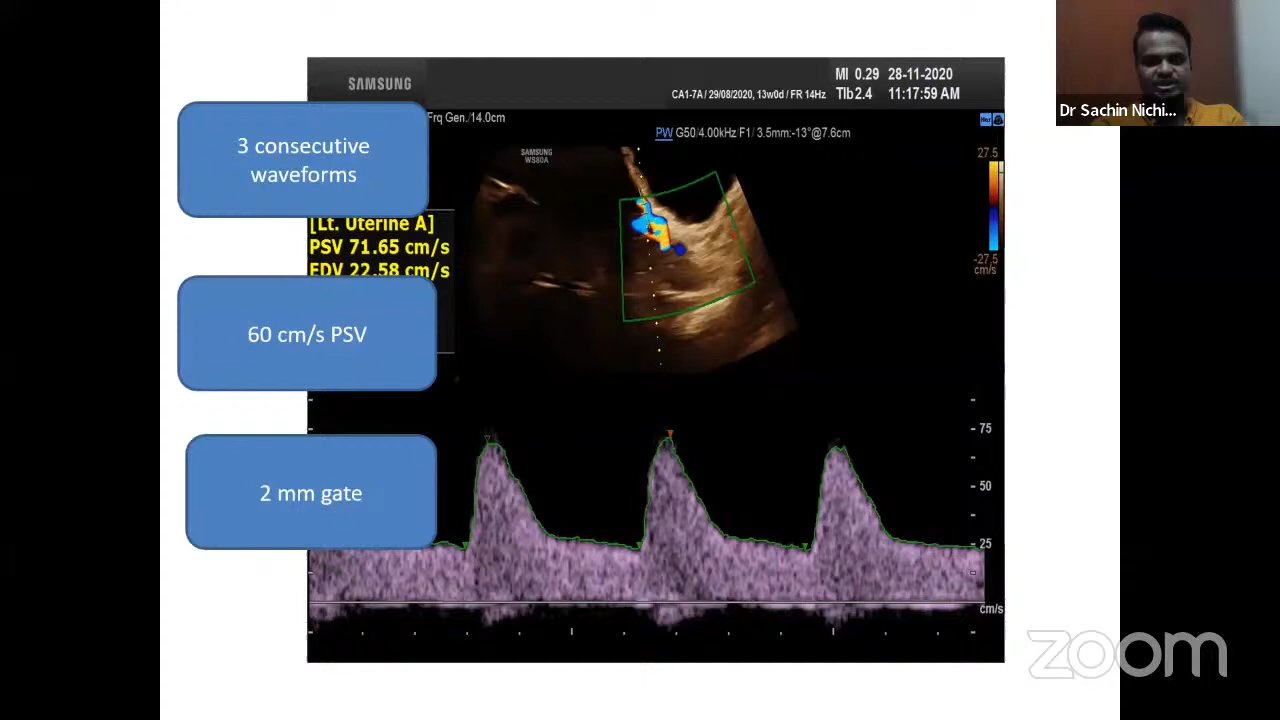 SAMSUNG
MI 0.29 28-11-2020
CA1-7A / 29/08/2020, 13w0d / FR 14Hz
TIb 2.4 11:17:59 AM
Frq Gen./14.0cm
PW G50/4.00kHz/F1/ 3.5mm:-13°@7.6cm
SAMSUNG
WS80A
3 consecutive
waveforms
27.5
-27.5
cm/s
[Lt. Uterine A]
PSV 71.65 cm/s
EDV 22.58 cm/s
60 cm/s PSV
2 mm gate
75
50
25
cm/s
Dr Sachin Nichi...
zoom